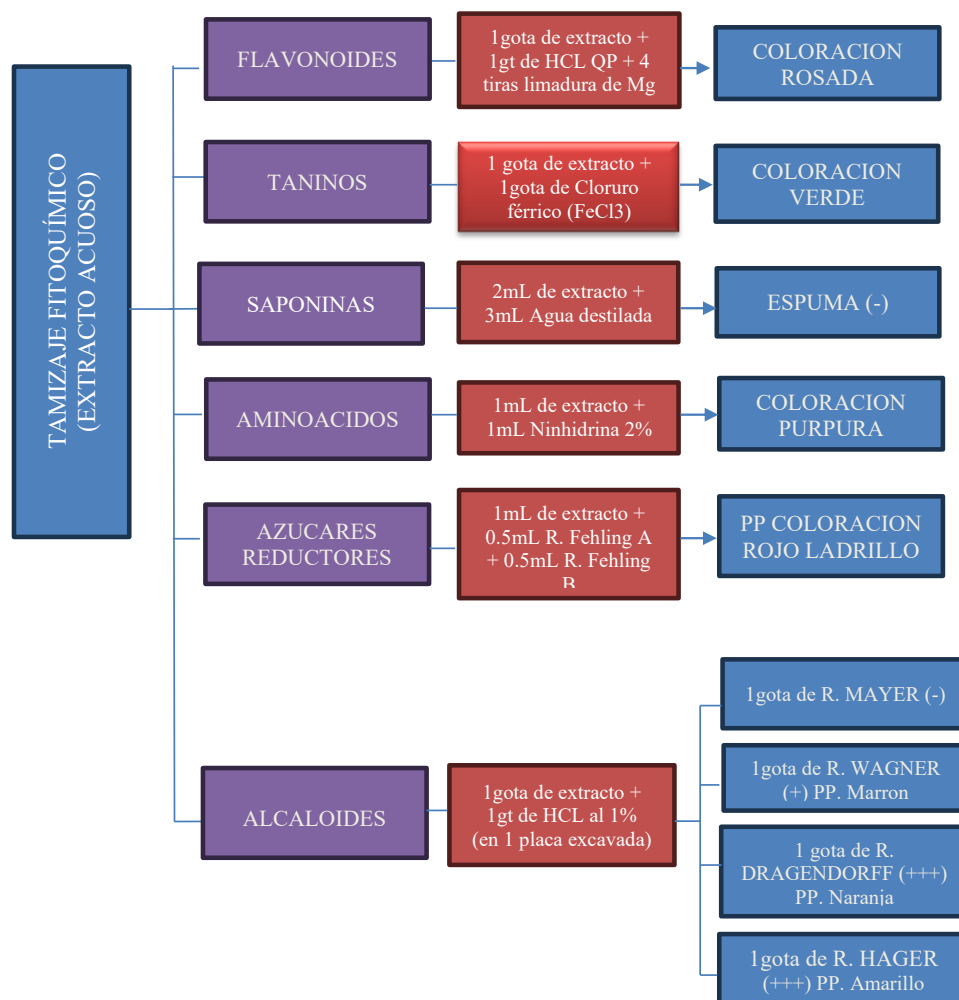 TAMIZAJE FITOQUÍMICO
(EXTRACTO ACUOSO)
FLAVONOIDES
1gota de extracto +
1gt de HCL QP + 4
tiras limadura de Mg
COLORACION
ROSADA
TANINOS
1 gota de extracto +
1gota de Cloruro
férrico (FeCl3)
COLORACION
VERDE
SAPONINAS
2mL de extracto +
3mL Agua destilada
ESPUMA (-)
AMINOACIDOS
1mL de extracto +
1mL Ninhidrina 2%
COLORACION
PURPURA
AZUCARES
REDUCTORES
1mL de extracto +
0.5mL R. Fehling A
+ 0.5mL R. Fehling
B
PP COLORACION
ROJO LADRILLO
ALCALOIDES
1gota de extracto +
1gt de HCL al 1%
(en 1 placa excavada)
1gota de R. MAYER (-)
1gota de R. WAGNER
(+) PP. Marron
1 gota de R.
DRAGENDORFF (+++)
PP. Naranja
1gota de R. HAGER
(+++) PP. Amarillo